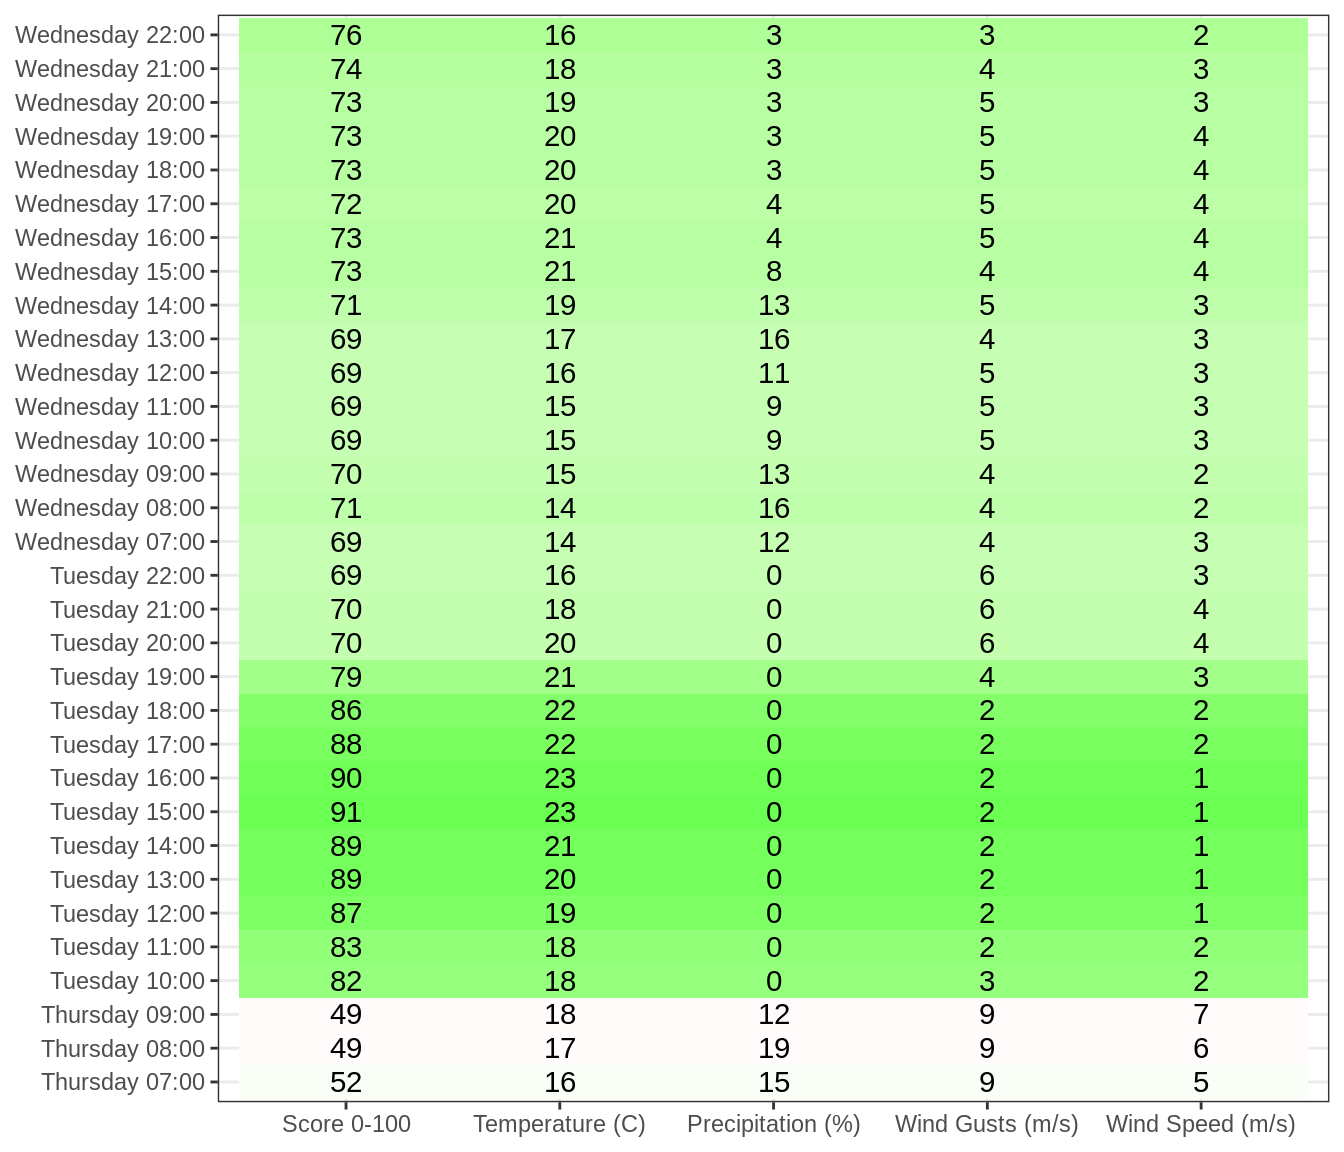 Wednesday 22:00 76 16 3 3 2
Wednesday 21:00 74 18 3 4 3
Wednesday 20:00 73 19 3 5 3
Wednesday 19:00 73 20 3 5 4
Wednesday 18:00 73 20 3 5 4
Wednesday 17:00 72 20 4 5 4
Wednesday 16:00 73 21 4 5 4
Wednesday 15:00 73 21 8 4 4
Wednesday 14:00 71 19 13 5 3
Wednesday 13:00 69 17 16 4 3
Wednesday 12:00 69 16 11 5 3
Wednesday 11:00 69 15 9 5 3
Wednesday 10:00 69 15 9 5 3
Wednesday 09:00 70 15 13 4 2
Wednesday 08:00 71 14 16 4 2
Wednesday 07:00 69 14 12 4 3
Tuesday 22:00 69 16 0 6 3
Tuesday 21:00 70 18 0 6 4
Tuesday 20:00 70 20 0 6 4
Tuesday 19:00 79 21 0 4 3
Tuesday 18:00 86 22 0 2 2
Tuesday 17:00 88 22 0 2 2
Tuesday 16:00 90 23 0 2 1
Tuesday 15:00 91 23 0 2 1
Tuesday 14:00 89 21 0 2 1
Tuesday 13:00 89 20 0 2 1
Tuesday 12:00 87 19 0 2 1
Tuesday 11:00 83 18 0 2 2
Tuesday 10:00 82 18 0 3 2
Thursday 09:00 49 18 12 9 7
Thursday 08:00 49 17 19 9 6
Thursday 07:00 52 16 15 9 5
Score 0-100 Temperature (C) Precipitation (%) Wind Gusts (m/s) Wind Speed (m/s)